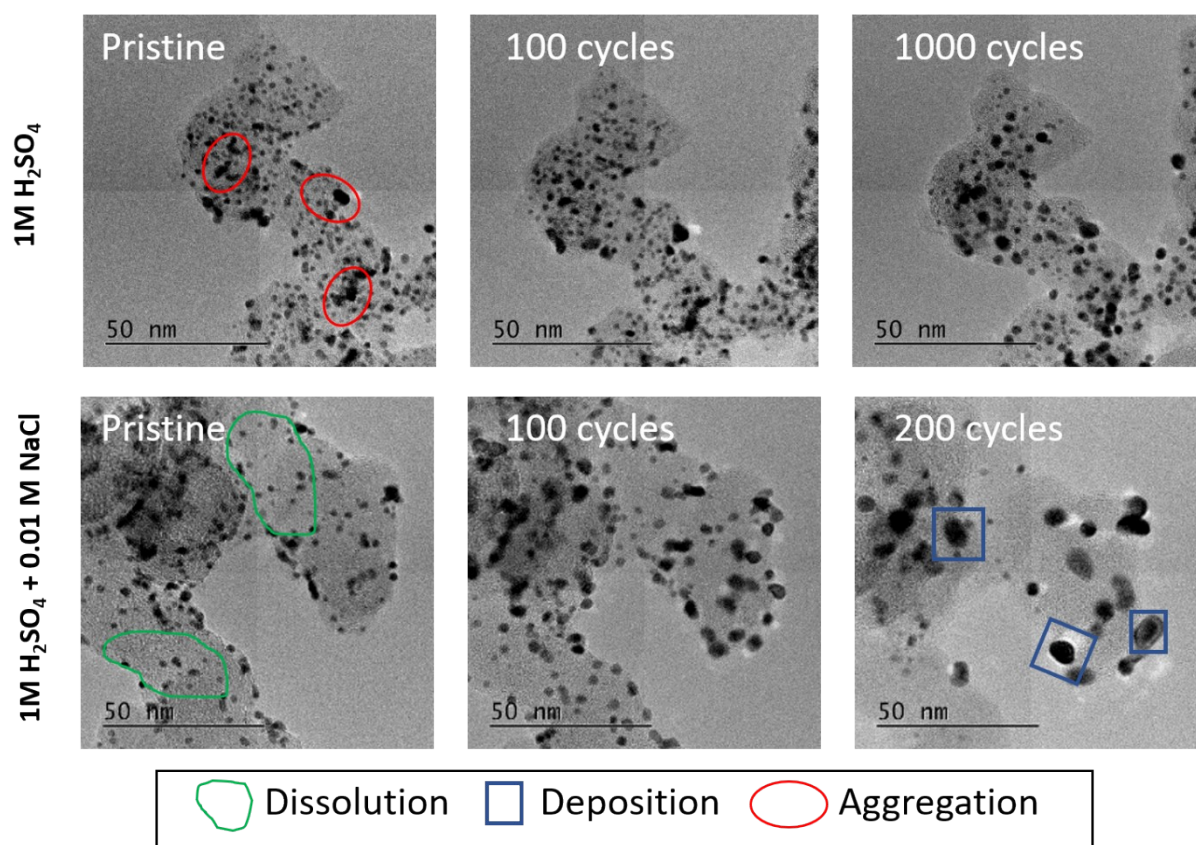 Pristine
100 cycles
1000 cycles
1M H₂SO₄
50 nm
50 nm
50 nm
Pristine
100 cycles
200 cycles
1M H₂SO₄ + 0.01 M NaCl
50 nm
50 nm
50 nm
Dissolution
Deposition
Aggregation